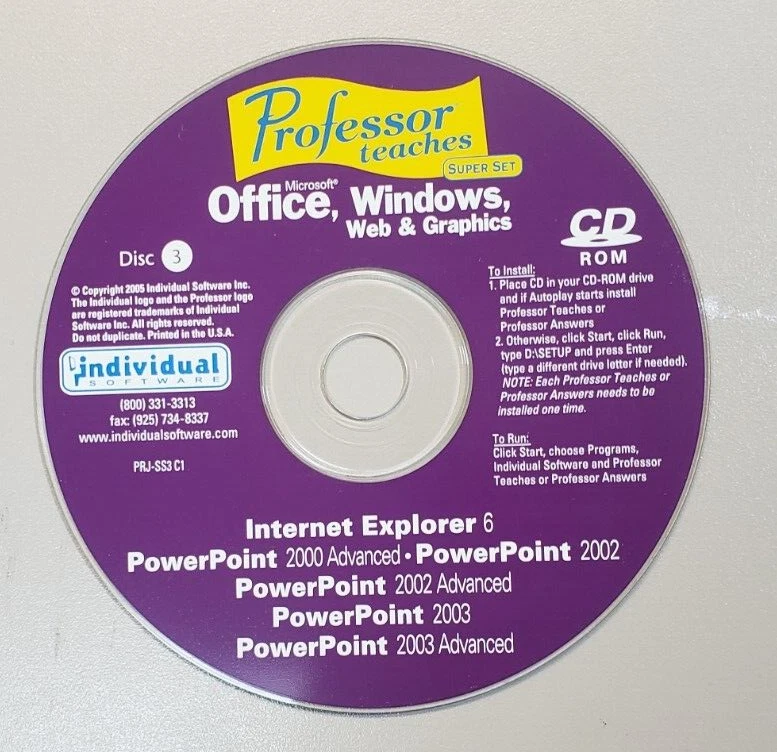 Professor
teaches
SUPER SET
Microsoft®
Office, Windows,
Web & Graphics
CD
ROM
Disc 3
© Copyright 2005 Individual Software Inc.
The Individual logo and the Professor logo
are registered trademarks of Individual
Software Inc. All rights reserved.
Do not duplicate. Printed in the U.S.A.
individual
SOFTWARE
(800) 331-3313
fax: (925) 734-8337
www.individualsoftware.com
PRJ-SS3 C1
To Install:
1. Place CD in your CD-ROM drive
and if Autoplay starts install
Professor Teaches or
Professor Answers
2. Otherwise, click Start, click Run,
type D:\SETUP and press Enter
(type a different drive letter if needed).
NOTE: Each Professor Teaches or
Professor Answers needs to be
installed one time.
To Run:
Click Start, choose Programs,
Individual Software and Professor
Teaches or Professor Answers
Internet Explorer 6
PowerPoint 2000 Advanced • PowerPoint 2002
PowerPoint 2002 Advanced
PowerPoint 2003
PowerPoint 2003 Advanced